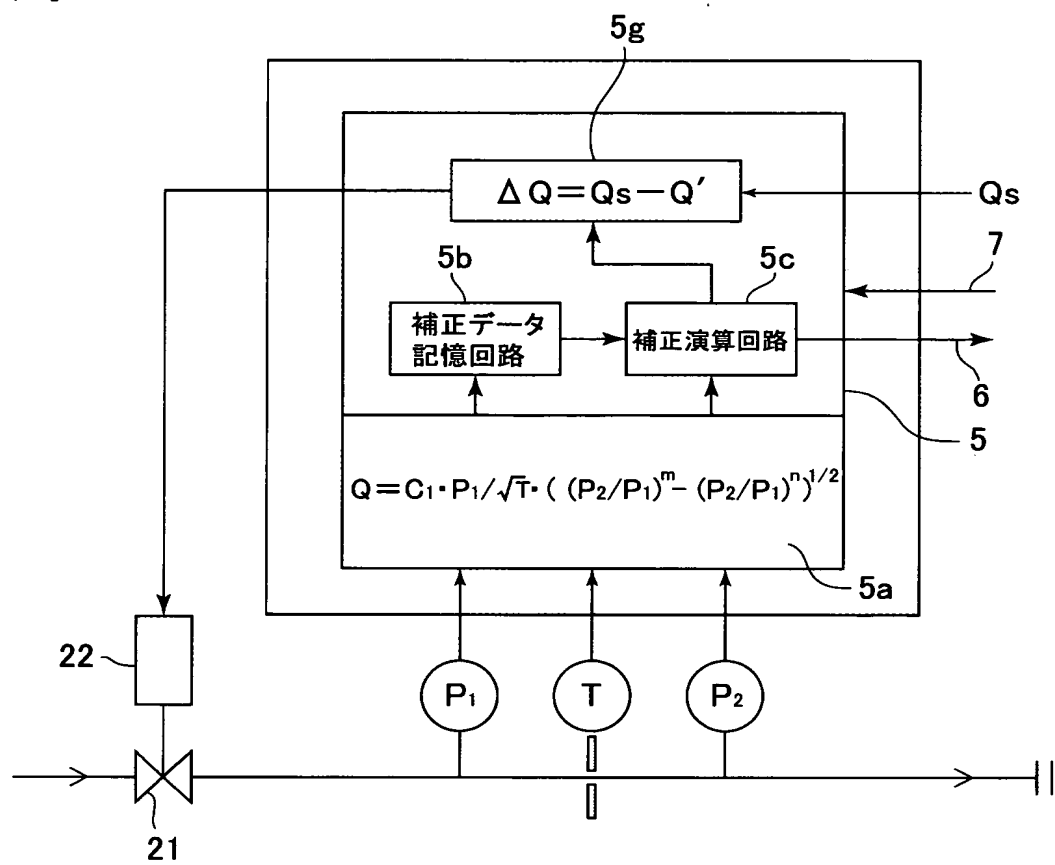 5g
ΔQ=Qs-Q′
Qs
7
5b
5c
補正データ
記憶回路
補正演算回路
6
5
Q=C₁・P₁/√T・((P₂/P₁)ᵐ-(P₂/P₁)ⁿ)¹/²
5a
22
P₁
T
P₂
21